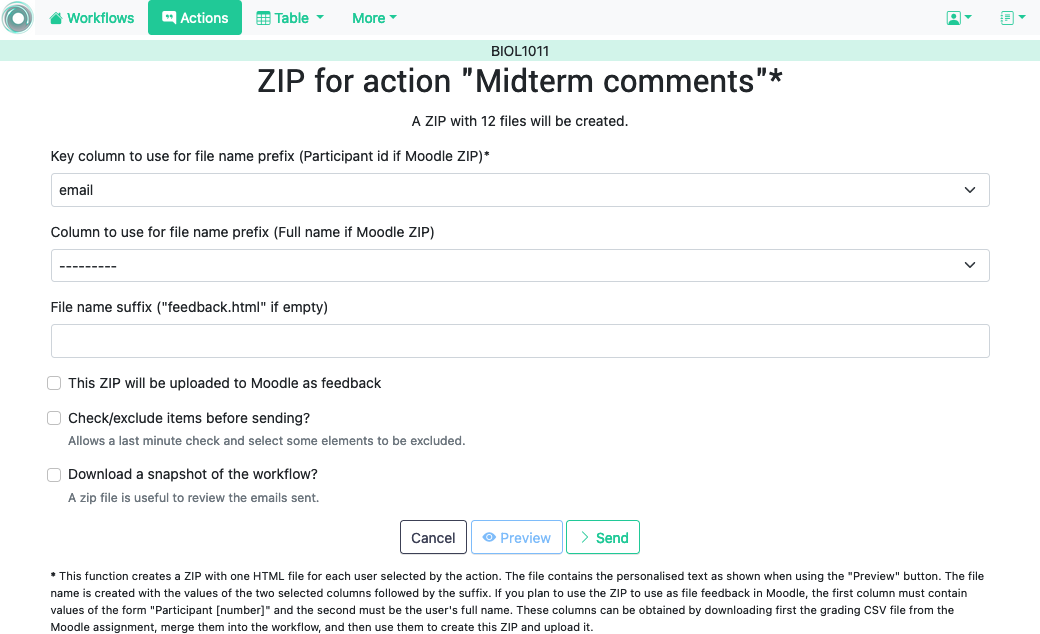 Workflows Actions Table More
BIOL1011
ZIP for action "Midterm comments"*
A ZIP with 12 files will be created.
Key column to use for file name prefix (Participant id if Moodle ZIP)*
email
Column to use for file name prefix (Full name if Moodle ZIP)
---------
File name suffix ("feedback.html" if empty)
This ZIP will be uploaded to Moodle as feedback
Check/exclude items before sending?
Allows a last minute check and select some elements to be excluded.
Download a snapshot of the workflow?
A zip file is useful to review the emails sent.
Cancel Preview Send
* This function creates a ZIP with one HTML file for each user selected by the action. The file contains the personalised text as shown when using the "Preview" button. The file
name is created with the values of the two selected columns followed by the suffix. If you plan to use the ZIP to use as file feedback in Moodle, the first column must contain
values of the form "Participant [number]" and the second must be the user's full name. These columns can be obtained by downloading first the grading CSV file from the
Moodle assignment, merge them into the workflow, and then use them to create this ZIP and upload it.